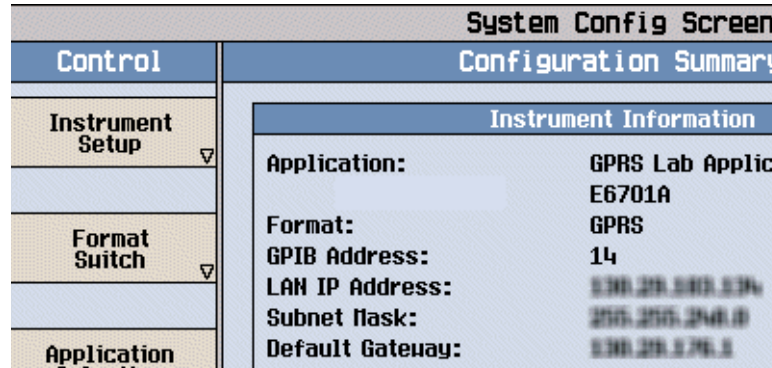 System Config Screen
Control
Configuration Summary
Instrument
Setup
Instrument Information
Application: GPRS Lab Applic
E6701A
Format: GPRS
Format
Switch
GPIB Address: 14
LAN IP Address:
Subnet Mask:
Default Gateway:
Application